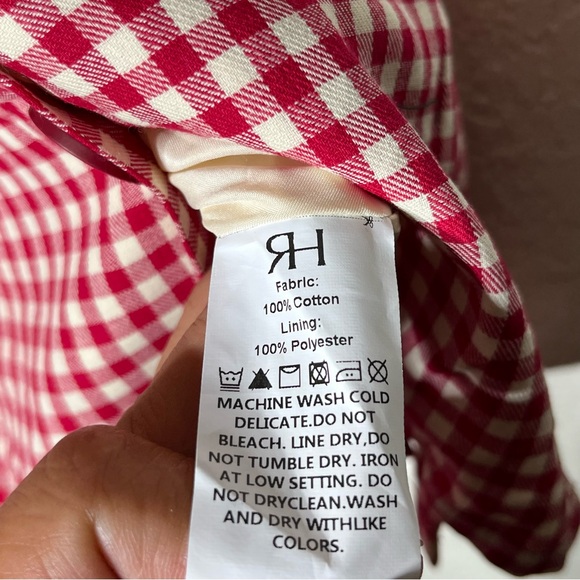 RH
Fabric:
100% Cotton
Lining:
100% Polyester
MACHINE WASH COLD
DELICATE.DO NOT
BLEACH. LINE DRY,DO
NOT TUMBLE DRY. IRON
AT LOW SETTING. DO
NOT DRYCLEAN.WASH
AND DRY WITHLIKE
COLORS.